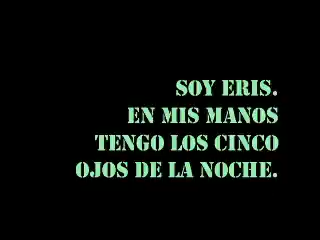 SOY ERIS.
EN MIS MANOS
TENGO LOS CINCO
OJOS DE LA NOCHE.